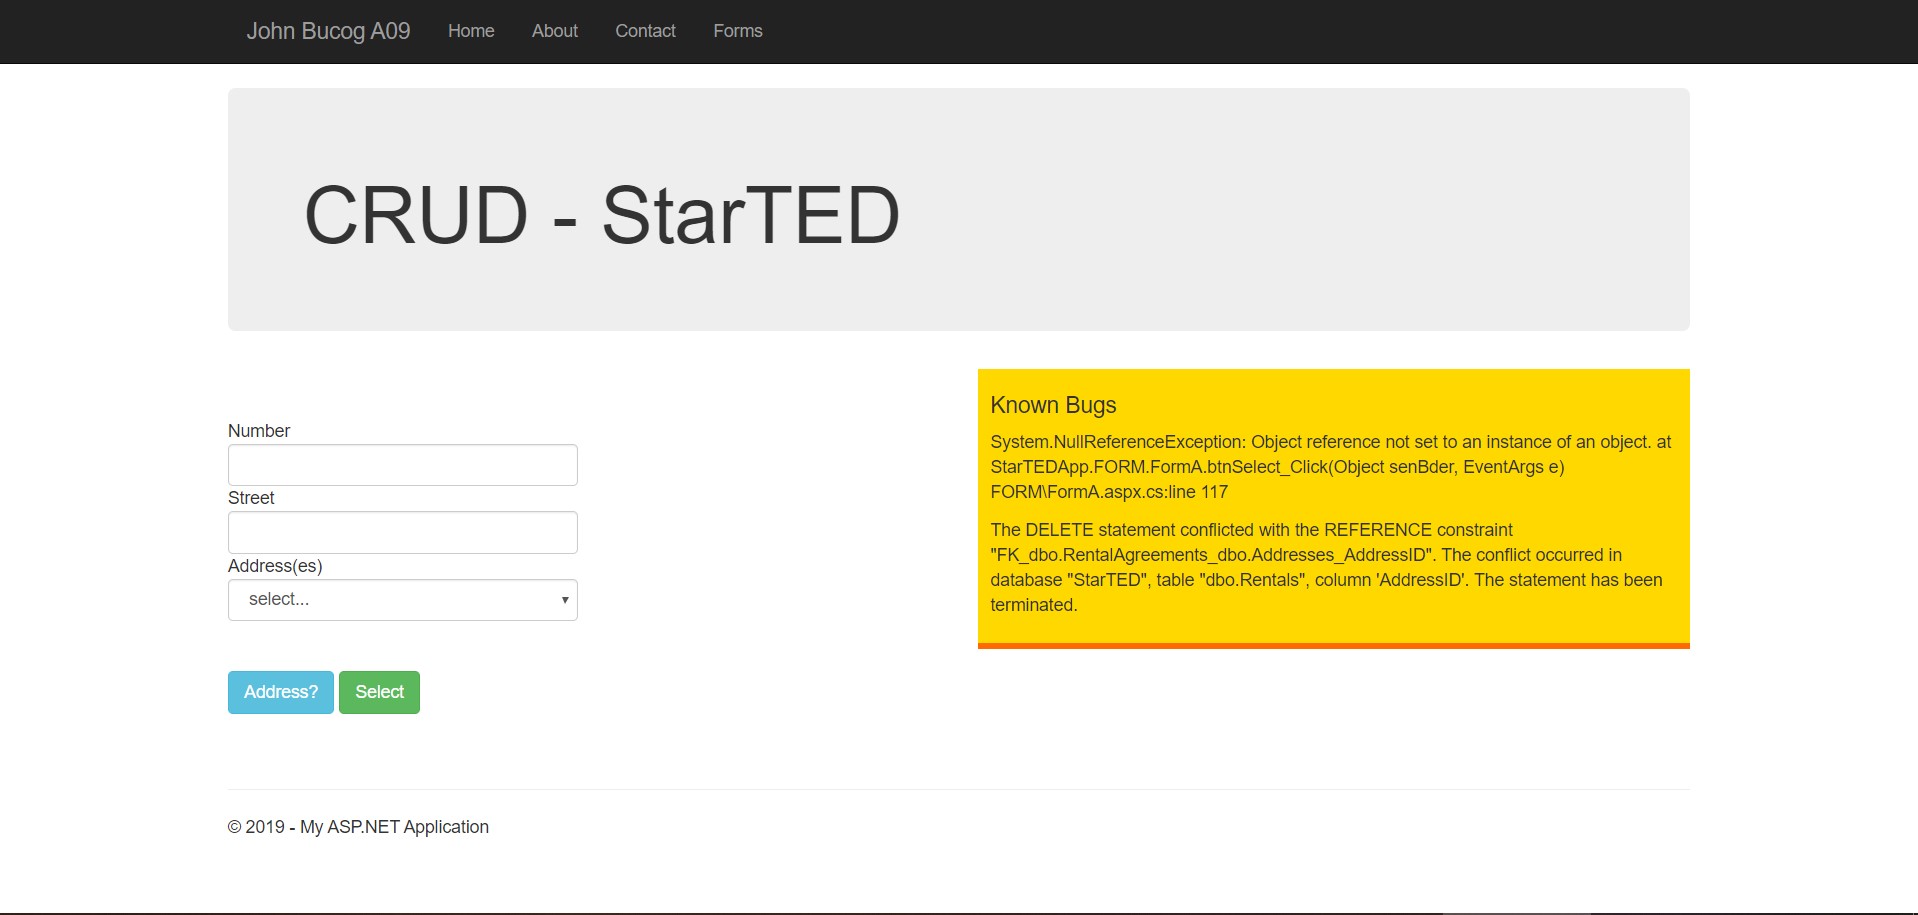 John Bucog A09 Home About Contact Forms
CRUD - StarTED
Number
Street
Address(es)
select...
Address? Select
Known Bugs
System.NullReferenceException: Object reference not set to an instance of an object. at
StarTEDApp.FORM.FormA.btnSelect_Click(Object senBder, EventArgs e)
FORM\FormA.aspx.cs:line 117
The DELETE statement conflicted with the REFERENCE constraint
"FK_dbo.RentalAgreements_dbo.Addresses_AddressID". The conflict occurred in
database "StarTED", table "dbo.Rentals", column 'AddressID'. The statement has been
terminated.
© 2019 - My ASP.NET Application